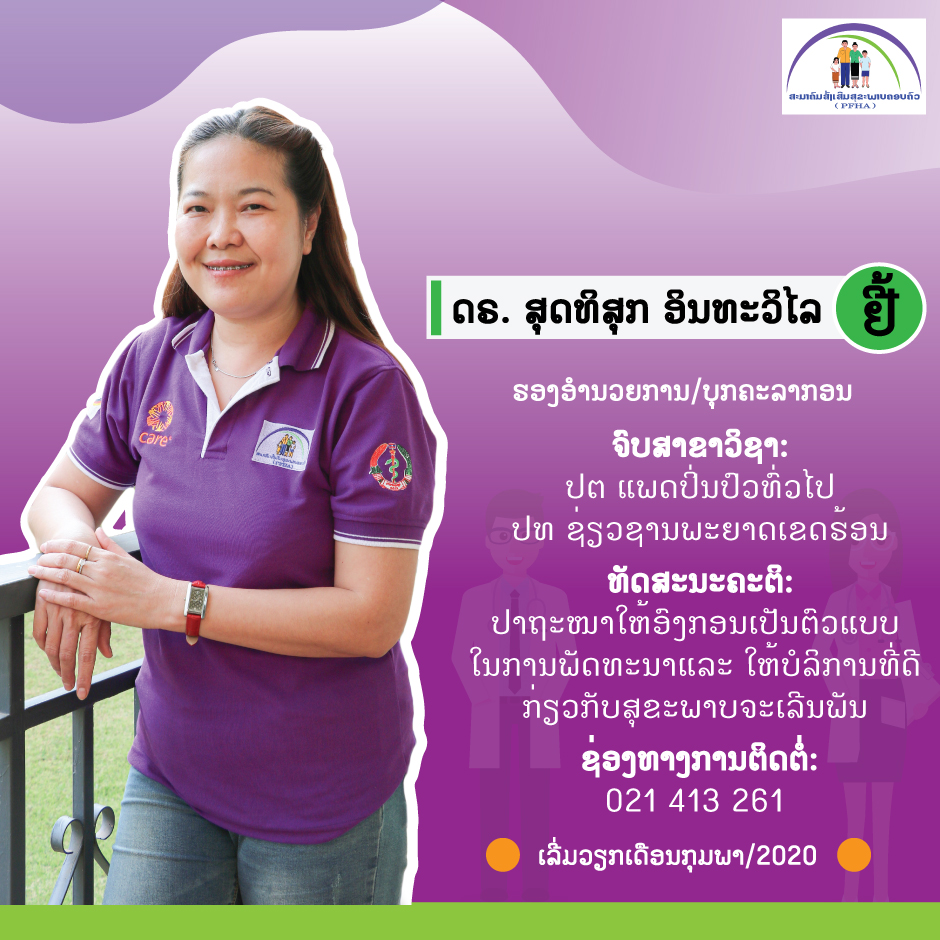 ສະມາຄົມສົ່ງເສີມສຸຂະພາບຄອບຄົວ
( PFHA )
ດຣ. ສຸດທິສຸກ ອິນທະວິໄລ
ຢີ້
ຮອງອຳນວຍການ/ບຸກຄະລາກອນ
ຈົບສາຂາວິຊາ:
ປຕ ແພດປິ່ນປົວທົ່ວໄປ
ປທ ຊ່ຽວຊານພະຍາດເຂດຮ້ອນ
ທັດສະນະຄະຕິ:
ປາຖະໜາໃຫ້ອົງກອນເປັນຕົວແບບ
ໃນການພັດທະນາແລະ ໃຫ້ບໍລິການທີ່ດີ
ກ່ຽວກັບສຸຂະພາບຈະເລີນພັນ
ຊ່ອງທາງການຕິດຕໍ່:
021 413 261
ເລີ່ມວຽກເດືອນກຸມພາ/2020
care
(PFHA)